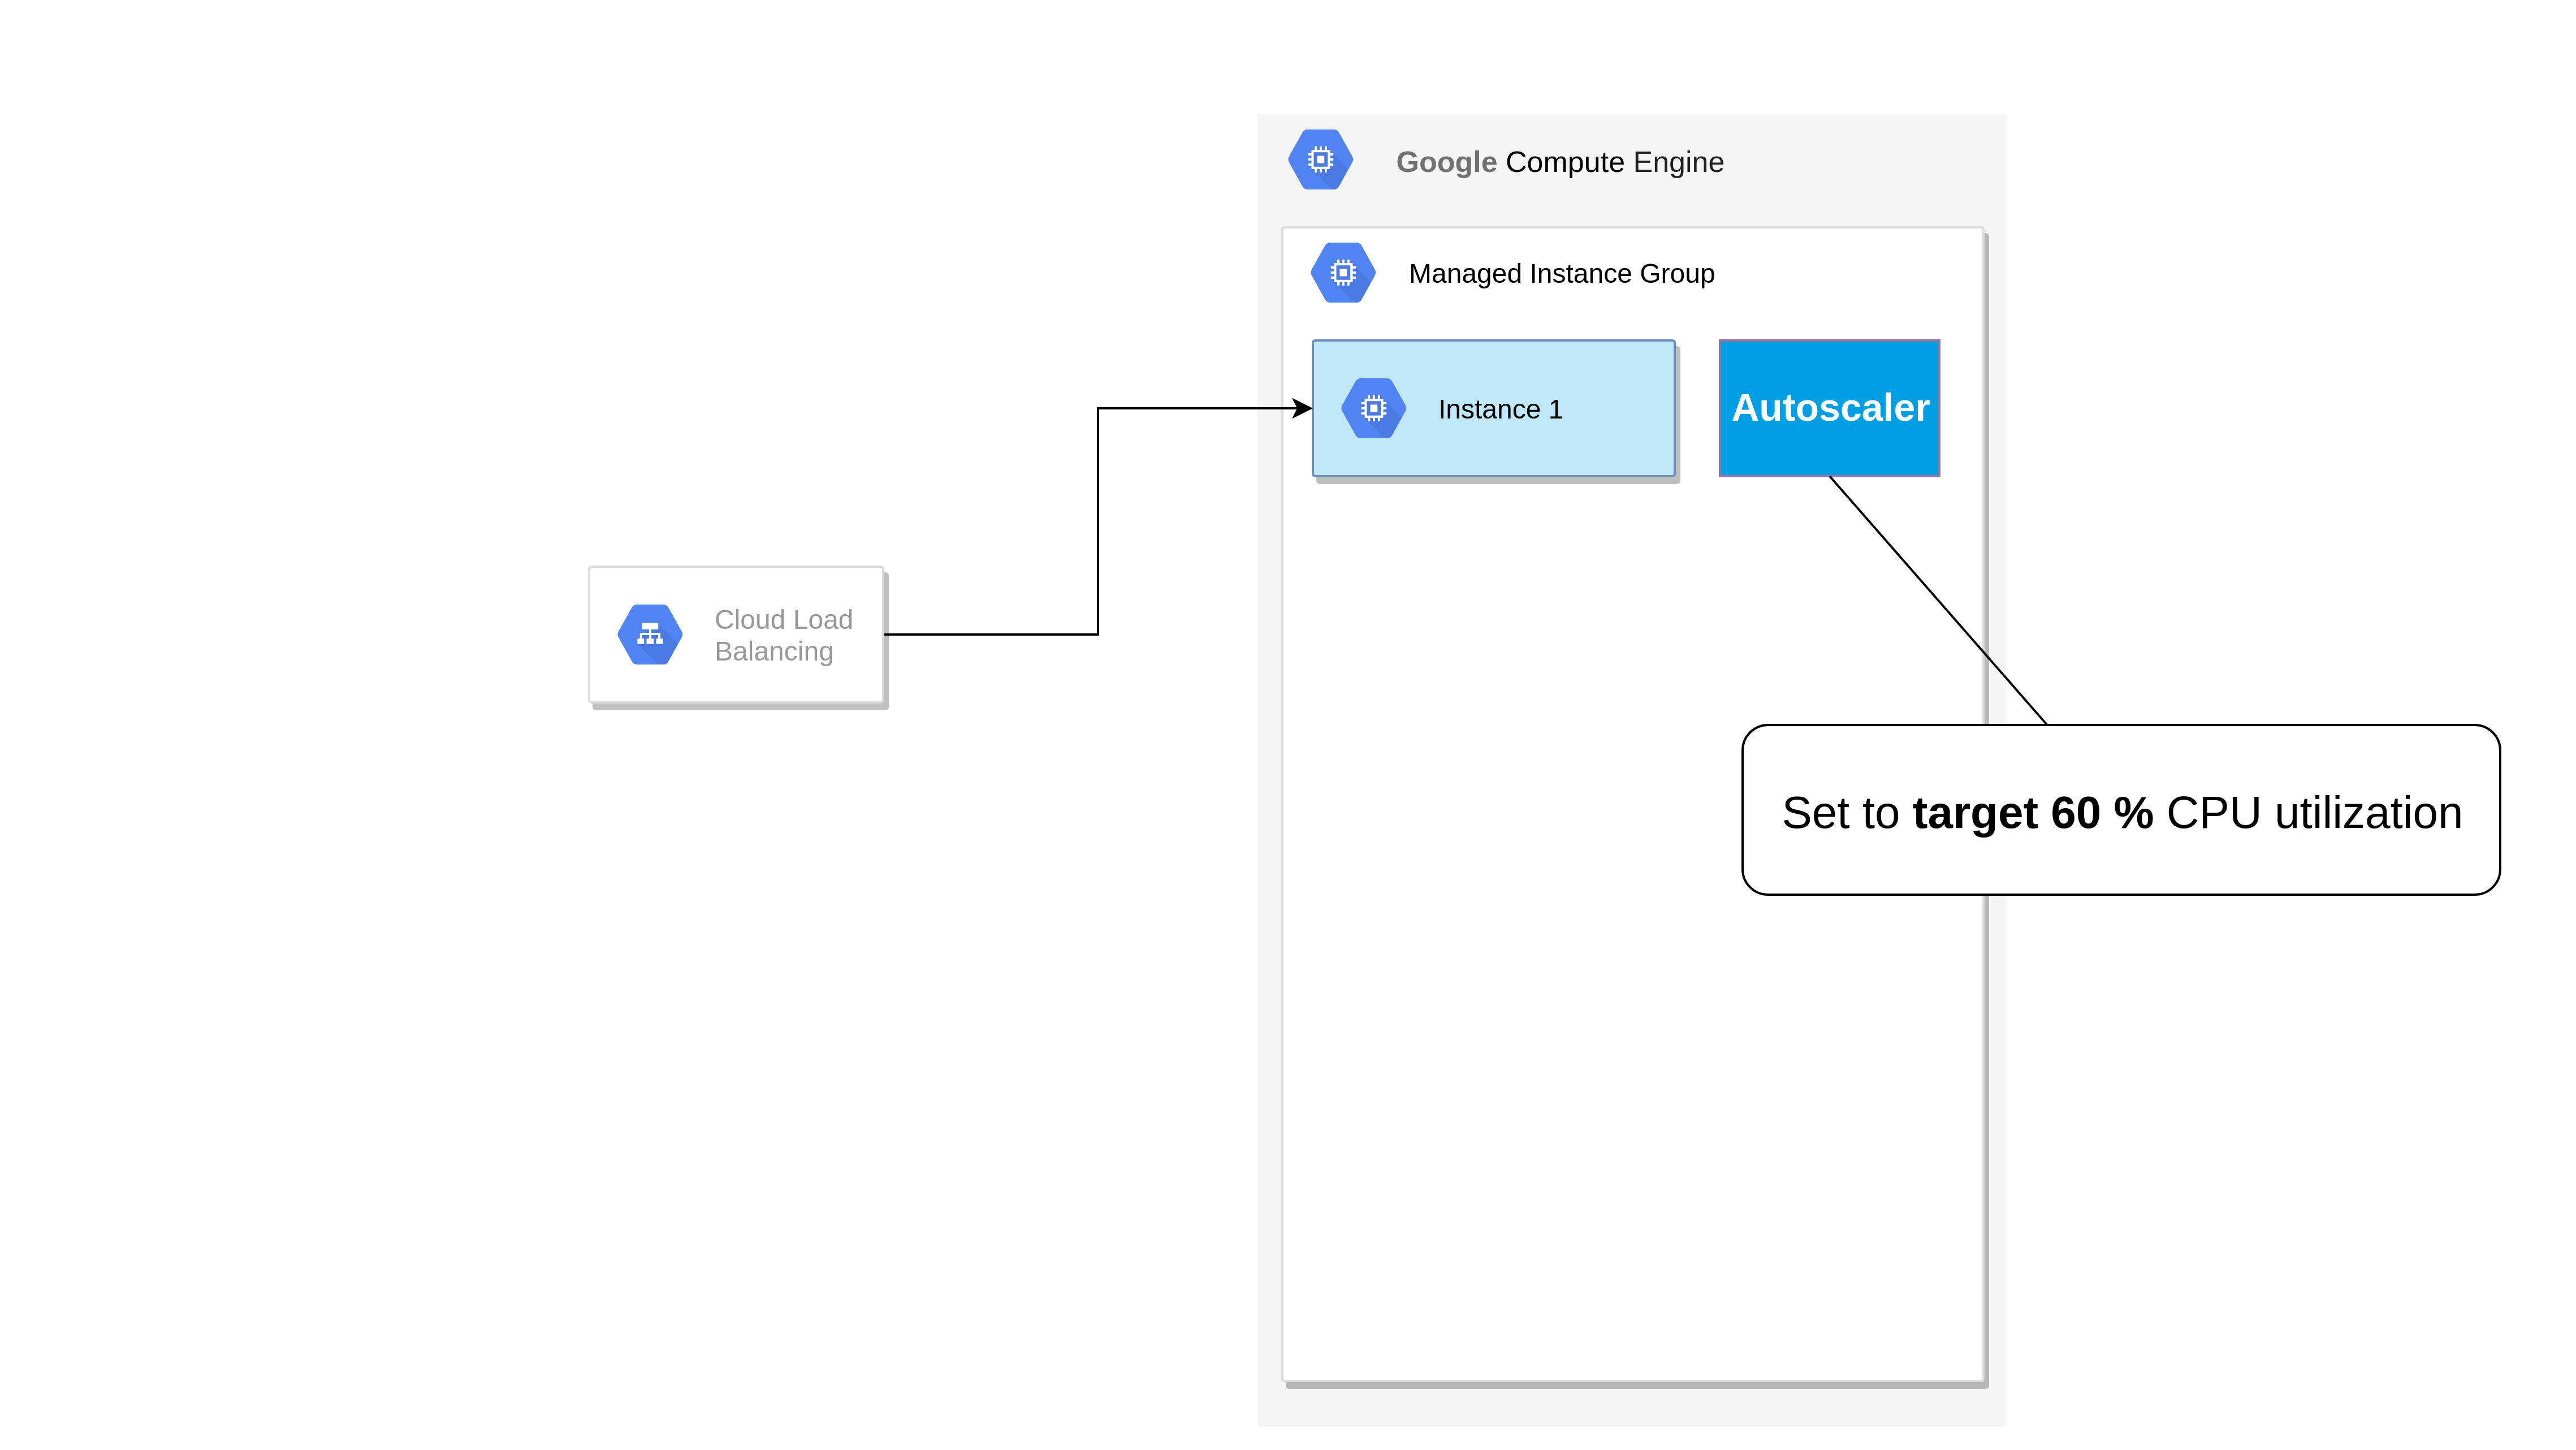 Google Compute Engine
Managed Instance Group
Instance 1
Autoscaler
Cloud Load
Balancing
Set to target 60 % CPU utilization